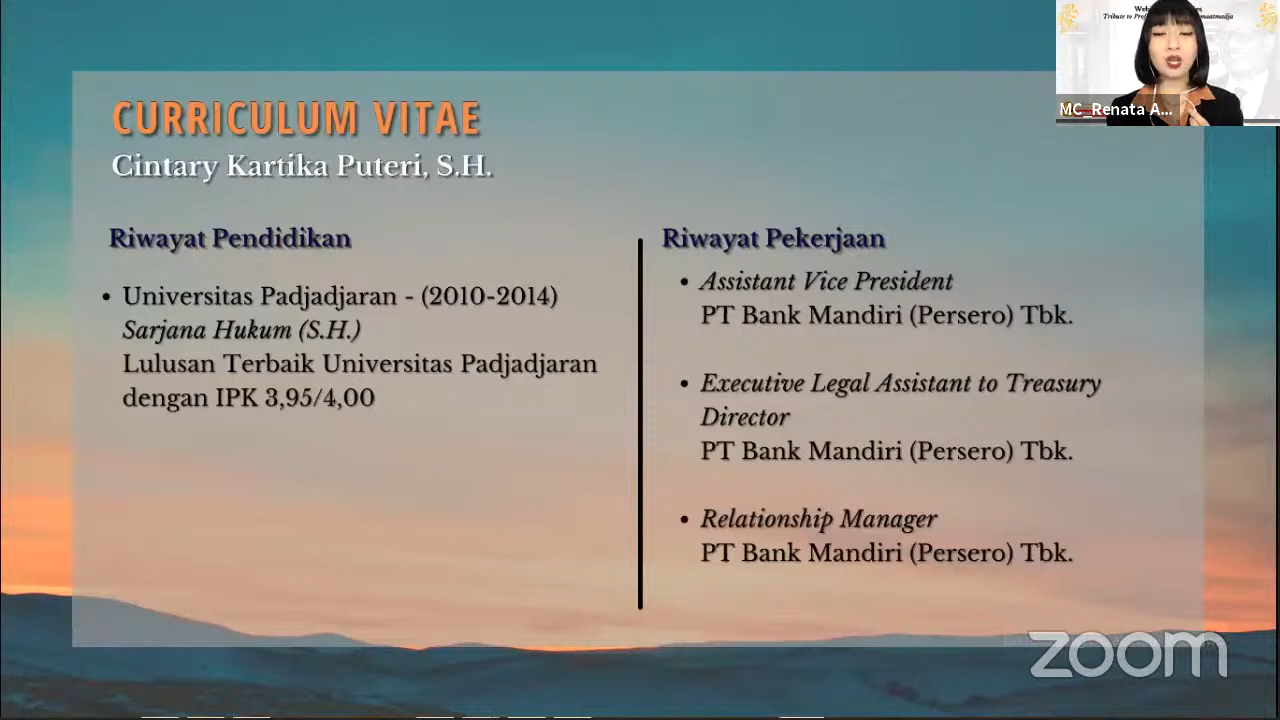 Tribute to
MC_Renata A...
CURRICULUM VITAE
Cintary Kartika Puteri, S.H.
Riwayat Pendidikan
• Universitas Padjadjaran - (2010-2014)
Sarjana Hukum (S.H.)
Lulusan Terbaik Universitas Padjadjaran
dengan IPK 3,95/4,00
Riwayat Pekerjaan
• Assistant Vice President
PT Bank Mandiri (Persero) Tbk.
• Executive Legal Assistant to Treasury
Director
PT Bank Mandiri (Persero) Tbk.
• Relationship Manager
PT Bank Mandiri (Persero) Tbk.
zoom